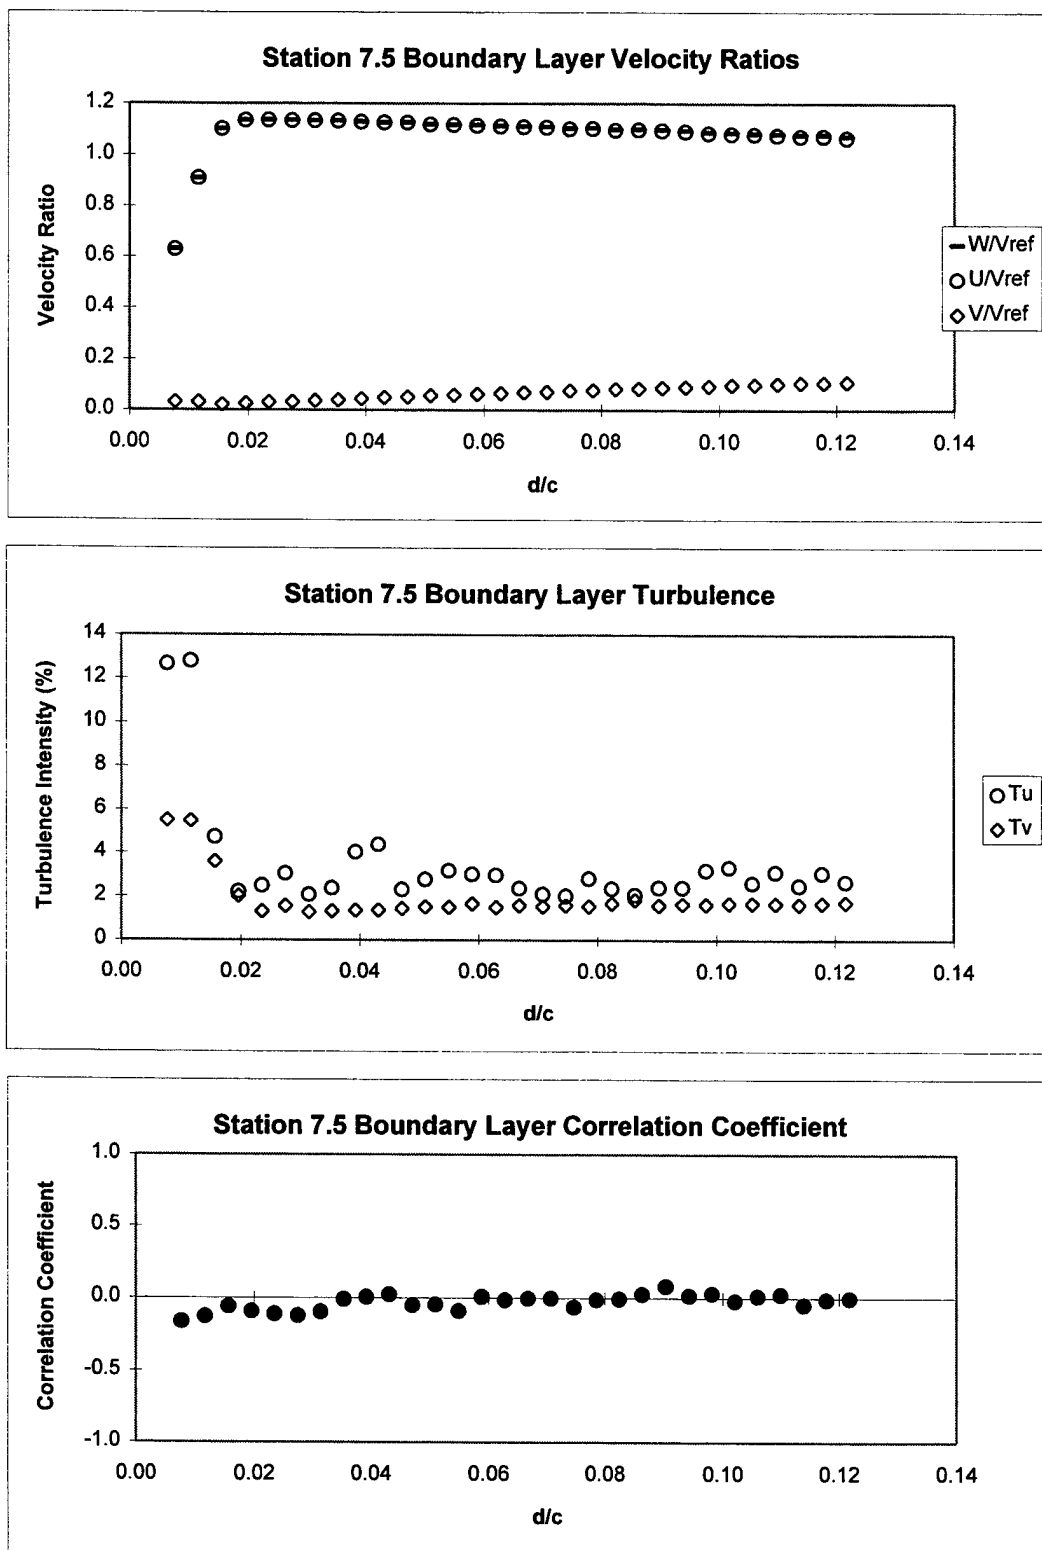 Station 7.5 Boundary Layer Velocity Ratios
1.2
1.0
0.8
0.6
0.4
0.2
0.0
Velocity Ratio
0.00 0.02 0.04 0.06 0.08 0.10 0.12 0.14
d/c
W/Vref
U/Vref
V/Vref
Station 7.5 Boundary Layer Turbulence
14
12
10
8
6
4
2
0
Turbulence Intensity (%)
0.00 0.02 0.04 0.06 0.08 0.10 0.12 0.14
d/c
Tu
Tv
Station 7.5 Boundary Layer Correlation Coefficient
1.0
0.5
0.0
-0.5
-1.0
Correlation Coefficient
0.00 0.02 0.04 0.06 0.08 0.10 0.12 0.14
d/c